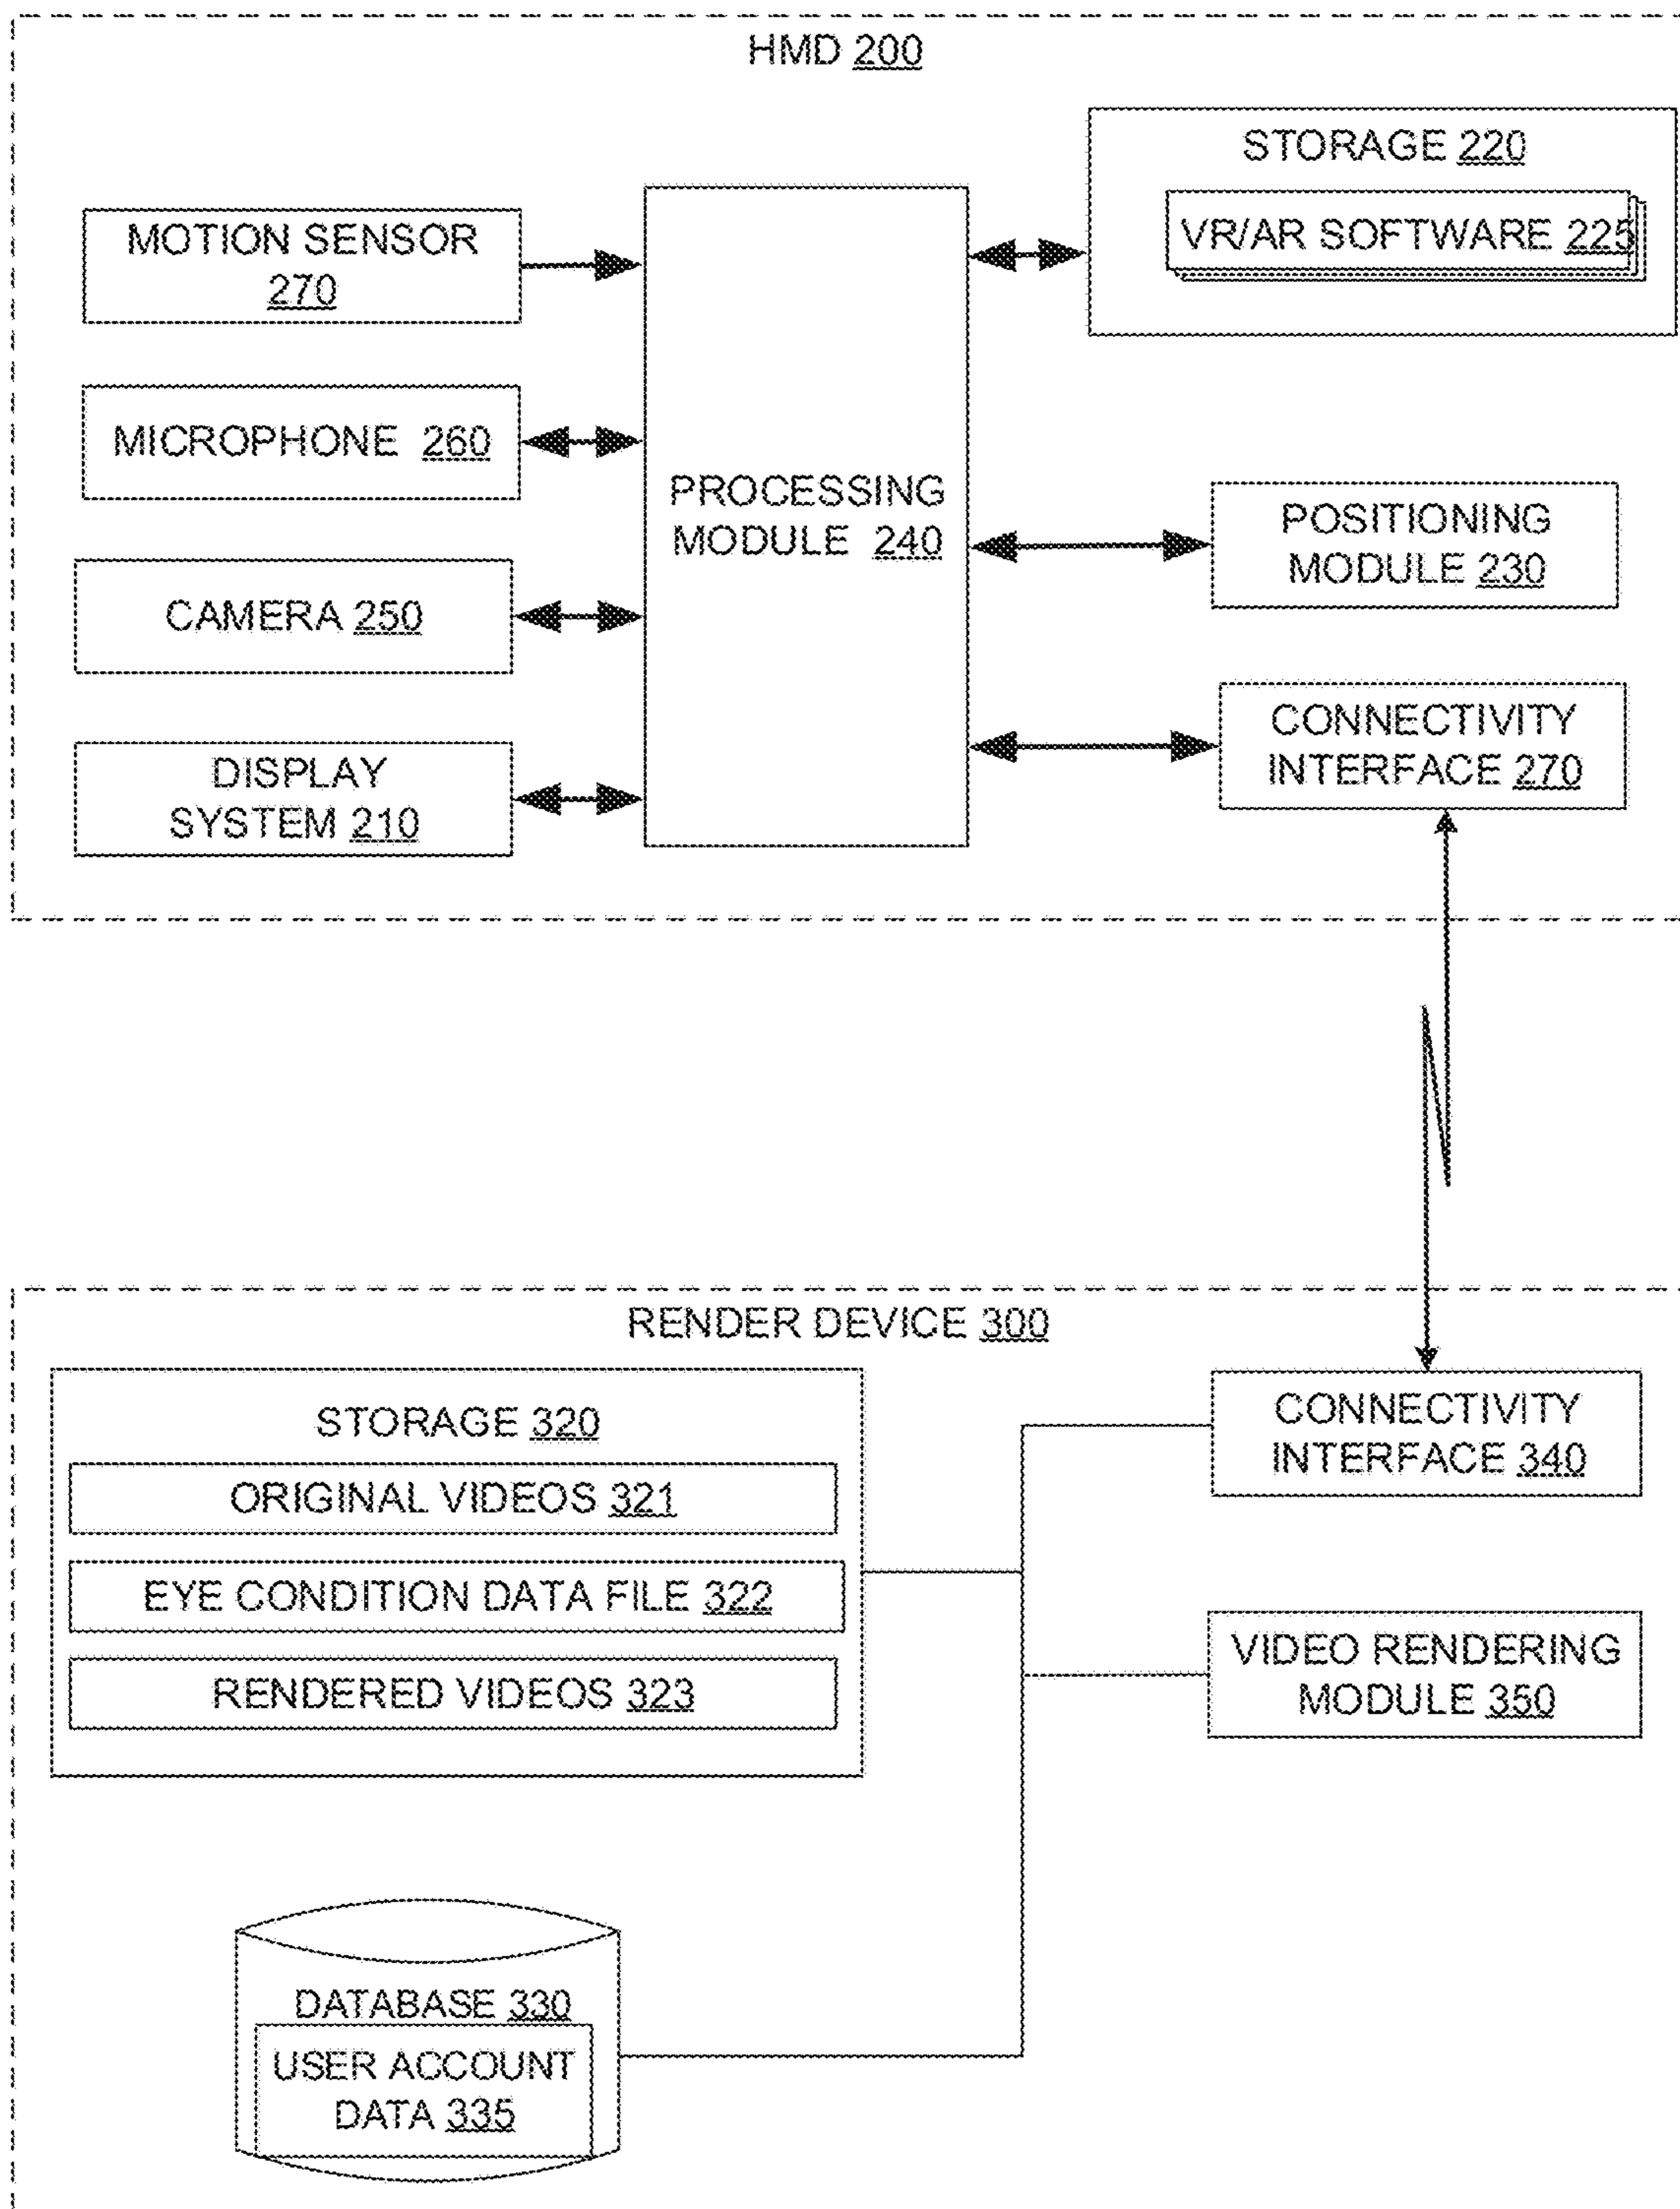 HMD 200
STORAGE 220
VR/AR SOFTWARE 225
MOTION SENSOR
270
MICROPHONE 260
CAMERA 250
DISPLAY
SYSTEM 210
PROCESSING
MODULE 240
POSITIONING
MODULE 230
CONNECTIVITY
INTERFACE 270
RENDER DEVICE 300
STORAGE 320
ORIGINAL VIDEOS 321
EYE CONDITION DATA FILE 322
RENDERED VIDEOS 323
CONNECTIVITY
INTERFACE 340
VIDEO RENDERING
MODULE 350
DATABASE 330
USER ACCOUNT
DATA 335